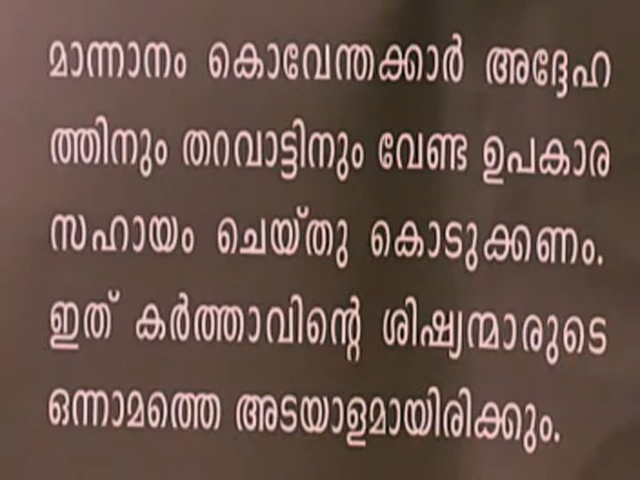 മാന്നാനം കൊവേന്തക്കാർ അദ്ദേഹ
ത്തിനും തറവാട്ടിനും വേണ്ട ഉപകാര
സഹായം ചെയ്തു കൊടുക്കണം.
ഇത് കർത്താവിന്റെ ശിഷ്യന്മാരുടെ
ഒന്നാമത്തെ അടയാളമായിരിക്കും.